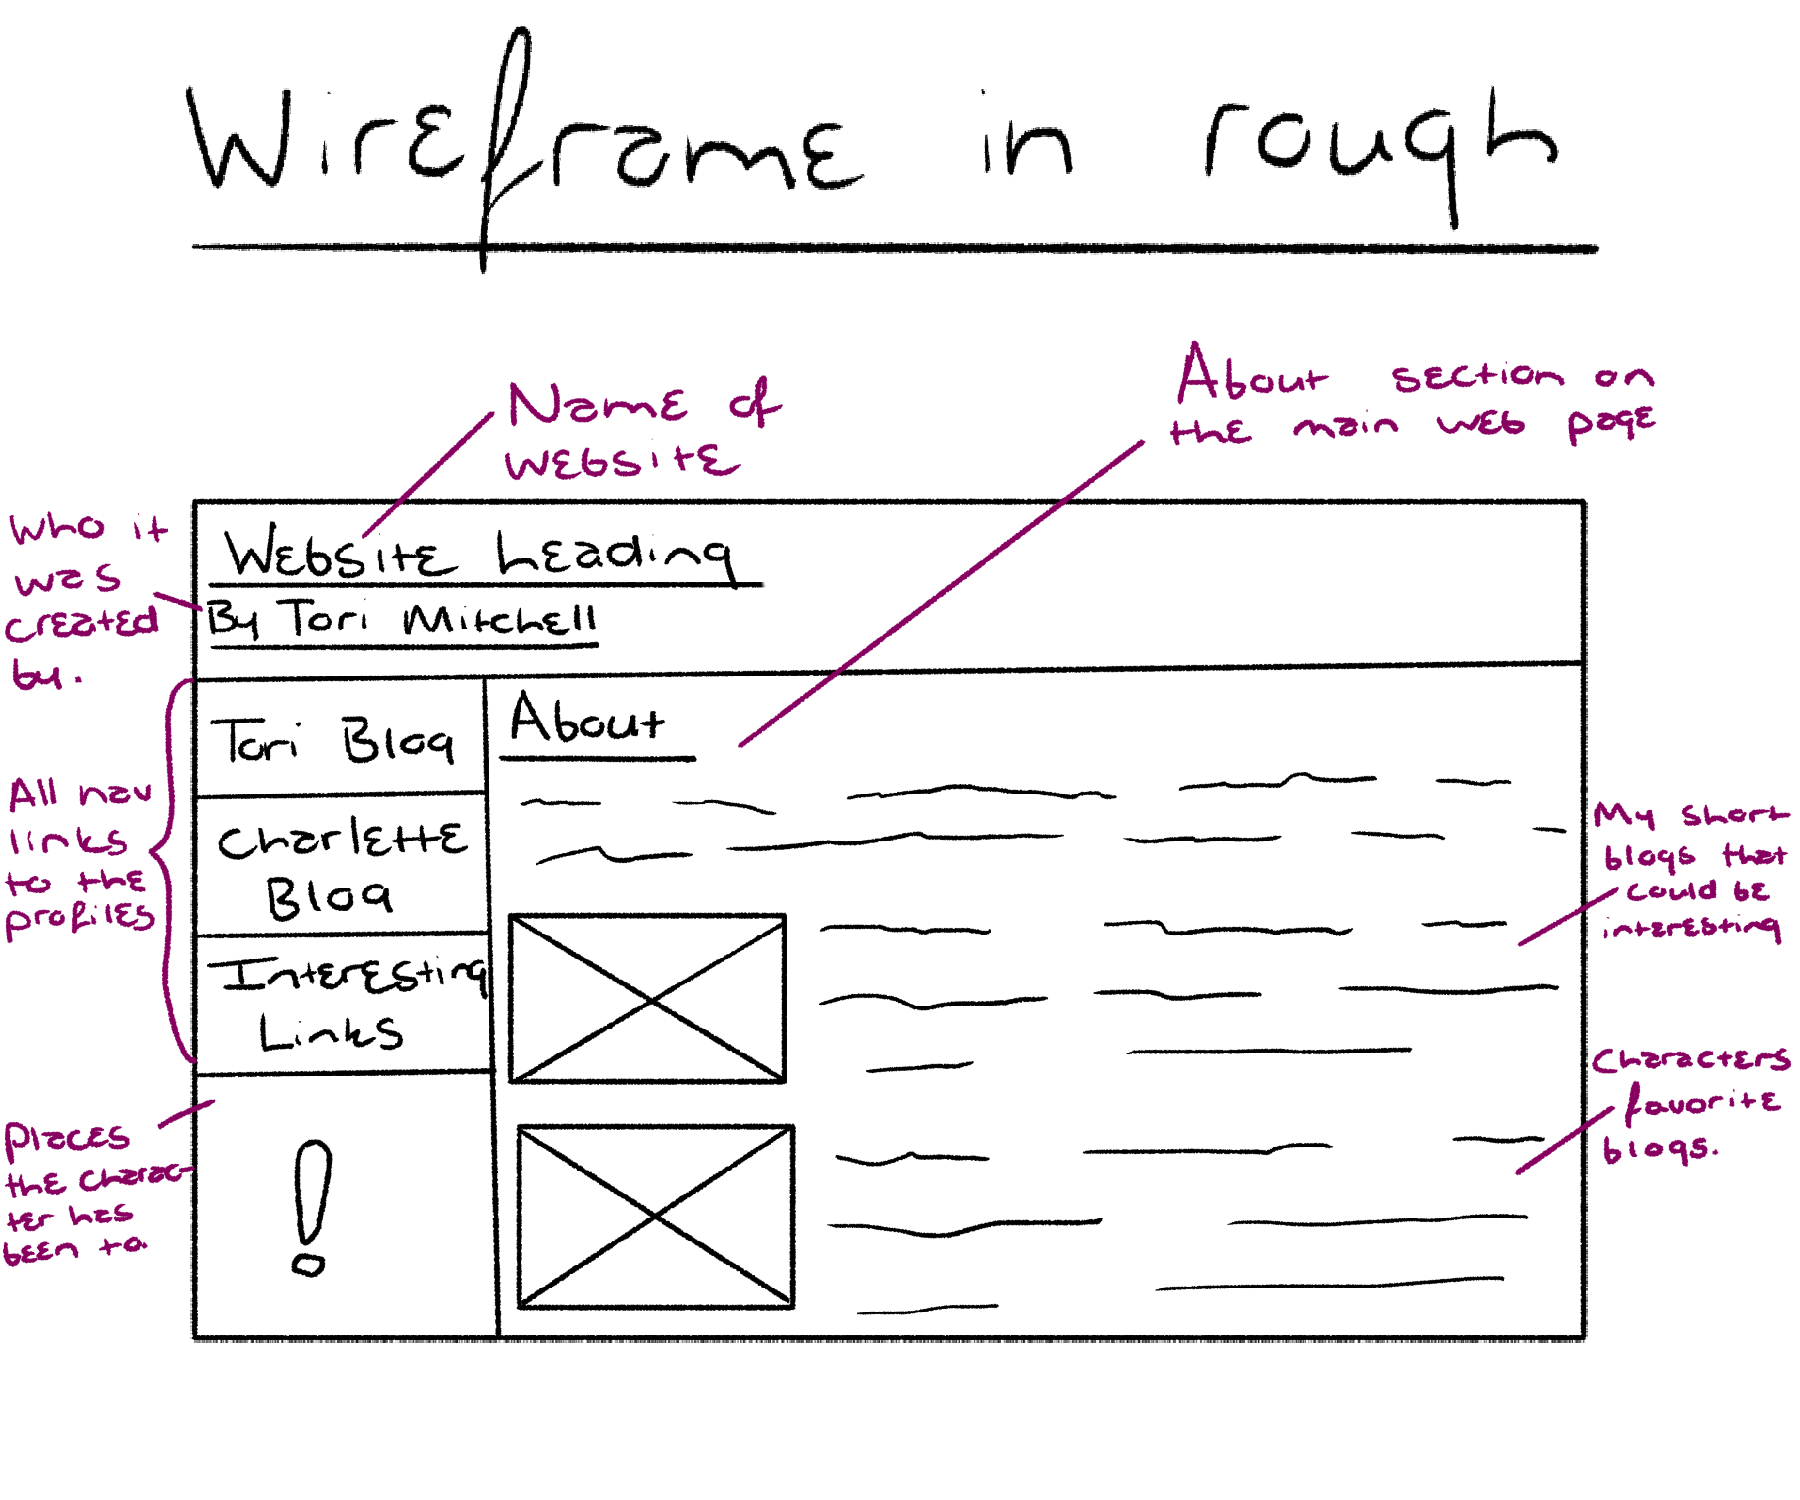 Wireframe in rough
Name of
website
About section on
the main web page
Who it
was
created
by.
Website heading
By Tori Mitchell
All nav
links
to the
profiles
Tori Blog
Charlette
Blog
Interesting
Links
About
My short
blogs that
could be
interesting
Characters
favorite
blogs.
Places
the charac-
ter has
been to.
!